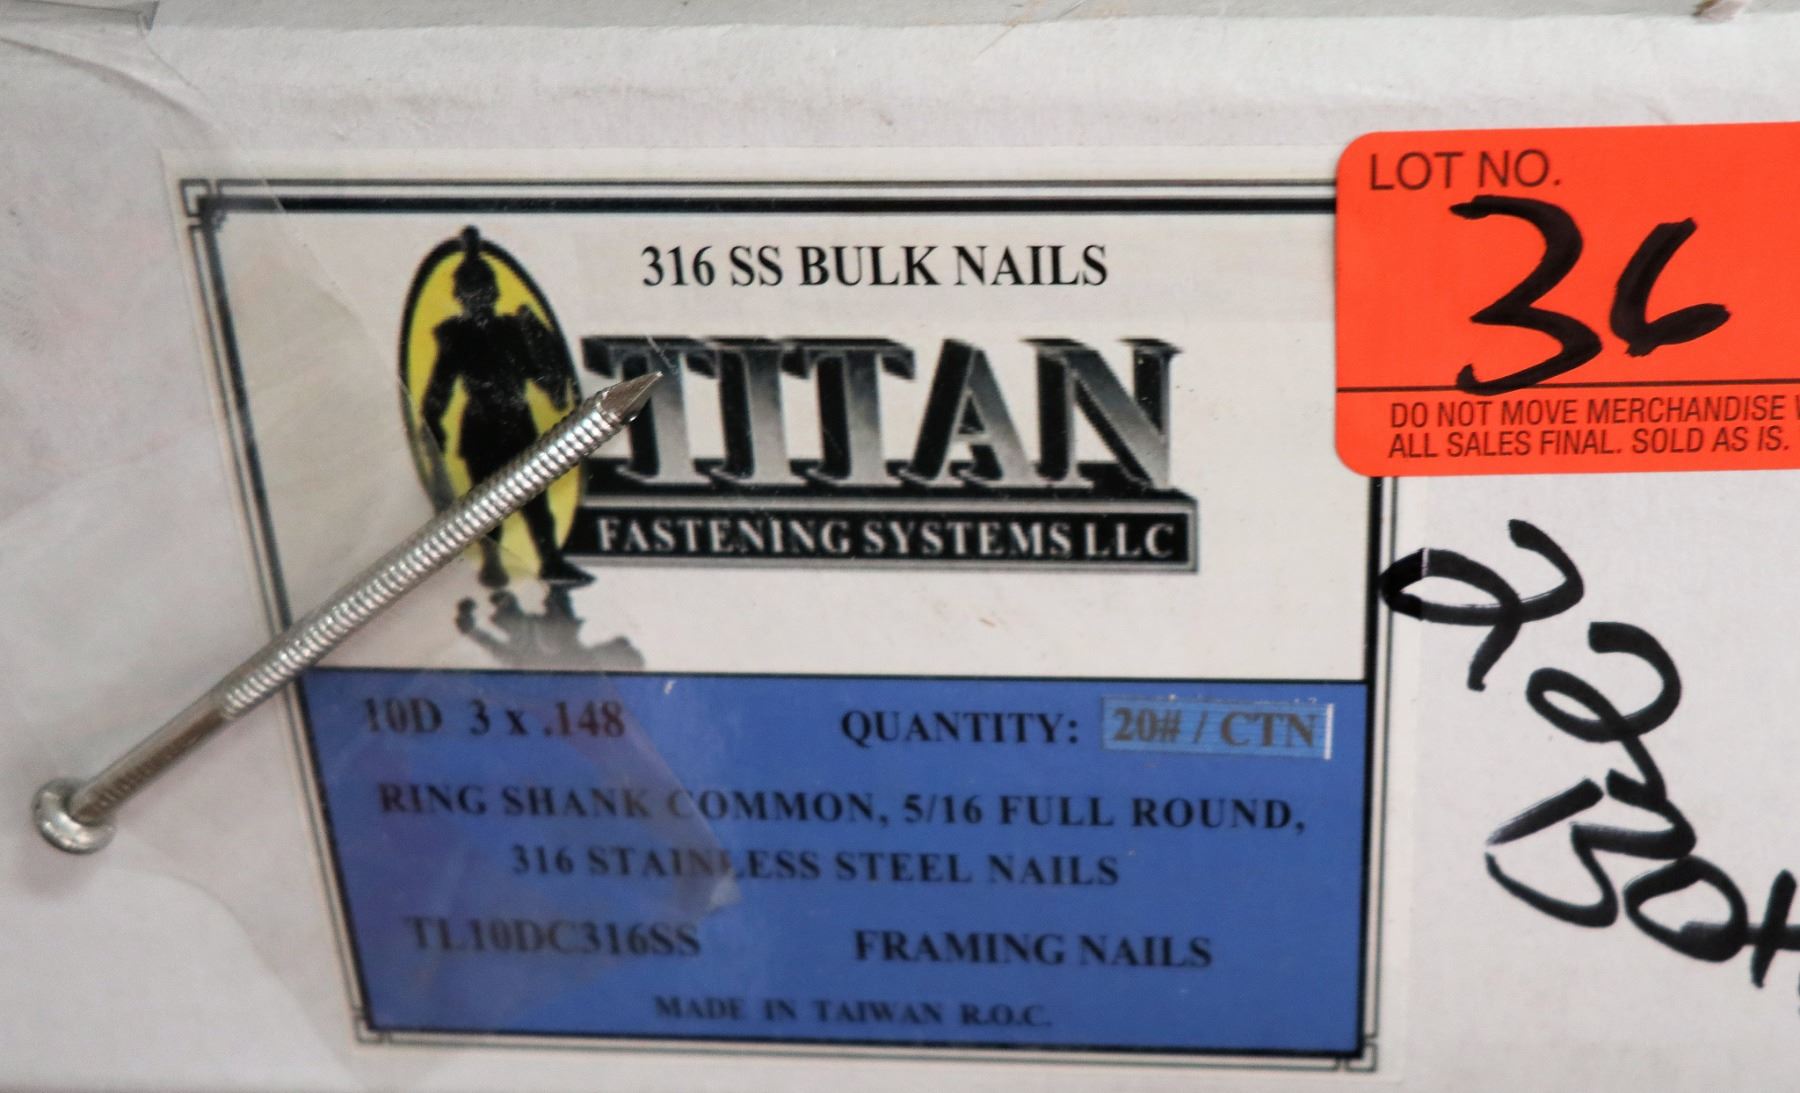 316 SS BULK NAILS
TITAN
FASTENING SYSTEMS LLC
10D 3 x .148 QUANTITY: 20# / CTN
RING SHANK COMMON, 5/16 FULL ROUND,
316 STAINLESS STEEL NAILS
TL10DC316SS FRAMING NAILS
MADE IN TAIWAN R.O.C.
LOT NO.
36
DO NOT MOVE MERCHANDISE
ALL SALES FINAL. SOLD AS IS.